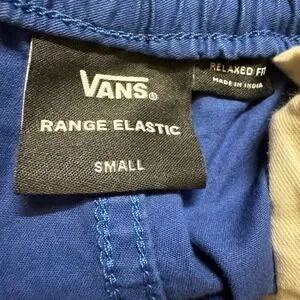 VANS®
RANGE ELASTIC
SMALL
RELAXED FIT
MADE IN INDIA